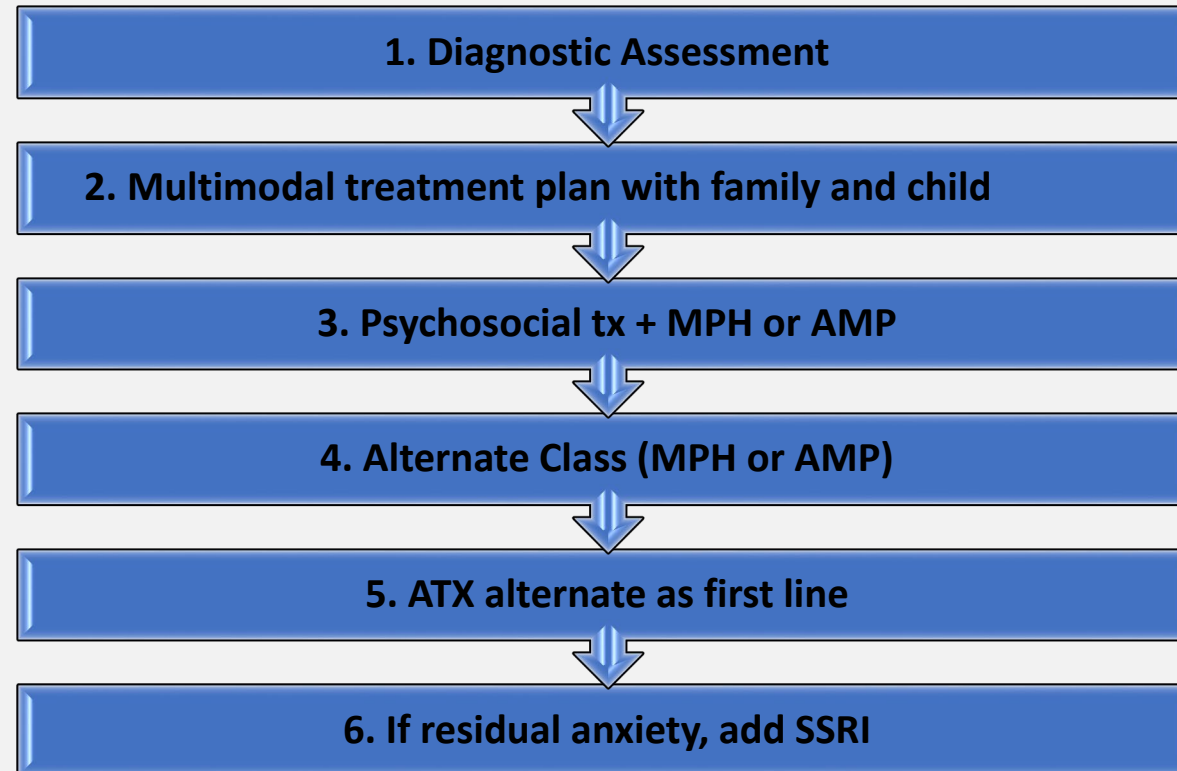 1. Diagnostic Assessment
2. Multimodal treatment plan with family and child
3. Psychosocial tx + MPH or AMP
4. Alternate Class (MPH or AMP)
5. ATX alternate as first line
6. If residual anxiety, add SSRI